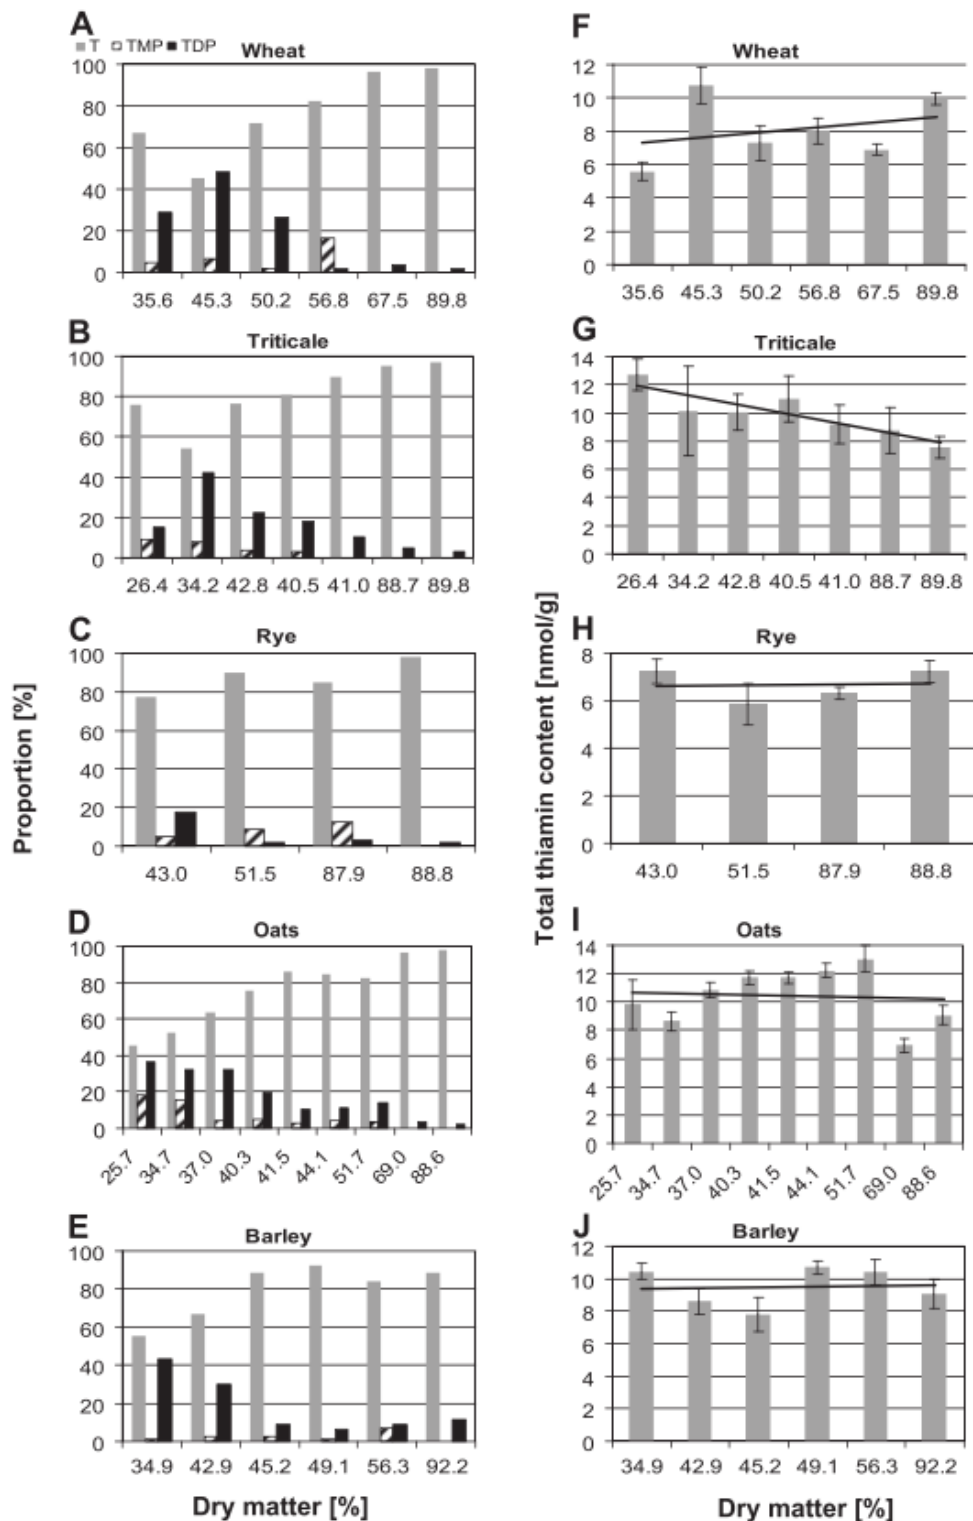 A
T TMP TDP
Wheat
100
80
60
40
20
0
35.6 45.3 50.2 56.8 67.5 89.8
B
Triticale
100
80
60
40
20
0
26.4 34.2 42.8 40.5 41.0 88.7 89.8
C
Rye
100
80
60
40
20
0
43.0 51.5 87.9 88.8
D
Oats
100
80
60
40
20
0
25.7 34.7 37.0 40.3 41.5 44.1 51.7 69.0 88.6
E
Barley
100
80
60
40
20
0
34.9 42.9 45.2 49.1 56.3 92.2
Dry matter [%]
Proportion [%]
F
Wheat
12
10
8
6
4
2
0
35.6 45.3 50.2 56.8 67.5 89.8
G
Triticale
14
12
10
8
6
4
2
0
26.4 34.2 42.8 40.5 41.0 88.7 89.8
H
Rye
8
6
4
2
0
43.0 51.5 87.9 88.8
I
Oats
14
12
10
8
6
4
2
0
25.7 34.7 37.0 40.3 41.5 44.1 51.7 69.0 88.6
J
Barley
12
10
8
6
4
2
0
34.9 42.9 45.2 49.1 56.3 92.2
Dry matter [%]
Total thiamin content [nmol/g]